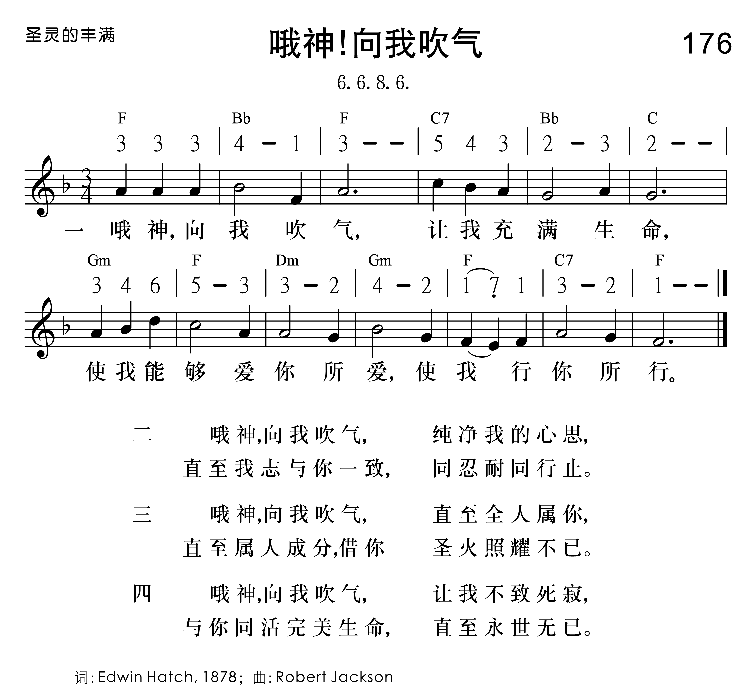 圣灵的丰满
哦神!向我吹气
176
6. 6. 8. 6.
F Bb F C7 Bb C
3 3 3 | 4 – 1 | 3 – – | 5 4 3 | 2 – 3 | 2 – – |
3/4
一 哦 神, 向 我 吹 气, 让 我 充 满 生 命,
Gm F Dm Gm F C7 F
3 4 6 | 5 – 3 | 3 – 2 | 4 – 2 | 1 7̣ 1 | 3 – 2 | 1 – – ‖
使 我 能 够 爱 你 所 爱, 使 我 行 你 所 行。
二 哦神,向我吹气, 纯净我的心思,
直至我志与你一致, 同忍耐同行止。
三 哦神,向我吹气, 直至全人属你,
直至属人成分,借你 圣火照耀不已。
四 哦神,向我吹气, 让我不致死寂,
与你同活完美生命, 直至永世无已。
词: Edwin Hatch, 1878; 曲: Robert Jackson